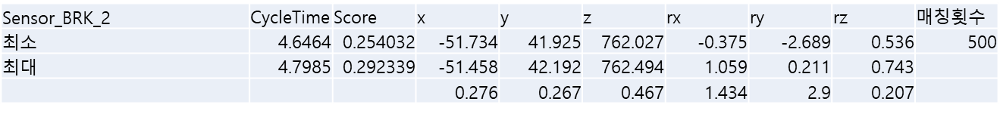 Sensor_BRK_2 CycleTime Score x y z rx ry rz 매칭횟수
최소 4.6464 0.254032 -51.734 41.925 762.027 -0.375 -2.689 0.536 500
최대 4.7985 0.292339 -51.458 42.192 762.494 1.059 0.211 0.743
0.276 0.267 0.467 1.434 2.9 0.207